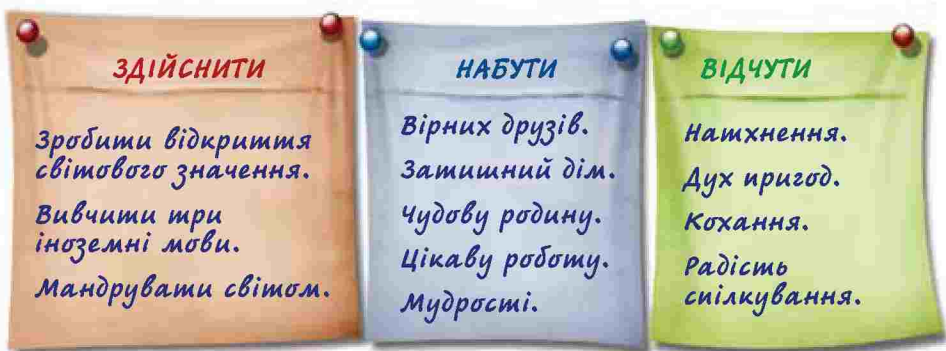 ЗДІЙСНИТИ
Зробити відкриття
світового значення.
Вивчити три
іноземні мови.
Мандрувати світом.
НАБУТИ
Вірних друзів.
Затишний дім.
Чудову родину.
Цікаву роботу.
Мудрості.
ВІДЧУТИ
Натхнення.
Дух пригод.
Кохання.
Радість
спілкування.